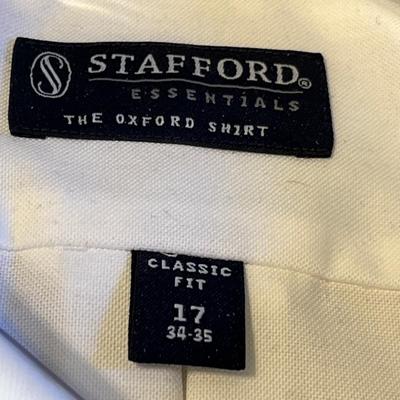 S STAFFORD®
ESSENTIALS
THE OXFORD SHIRT
CLASSIC
FIT
17
34-35